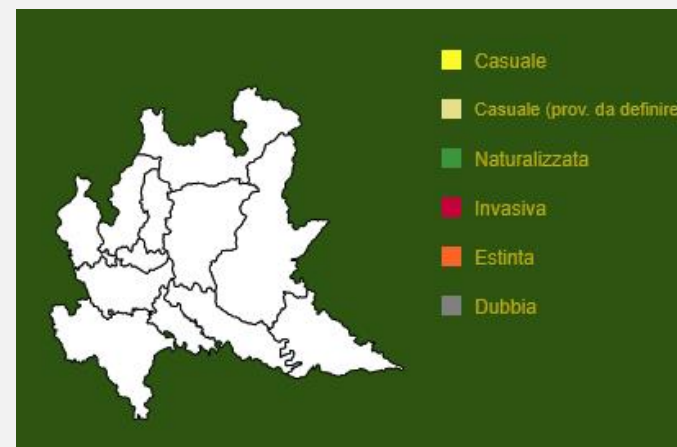 Casuale
Casuale (prov. da definire
Naturalizzata
Invasiva
Estinta
Dubbia